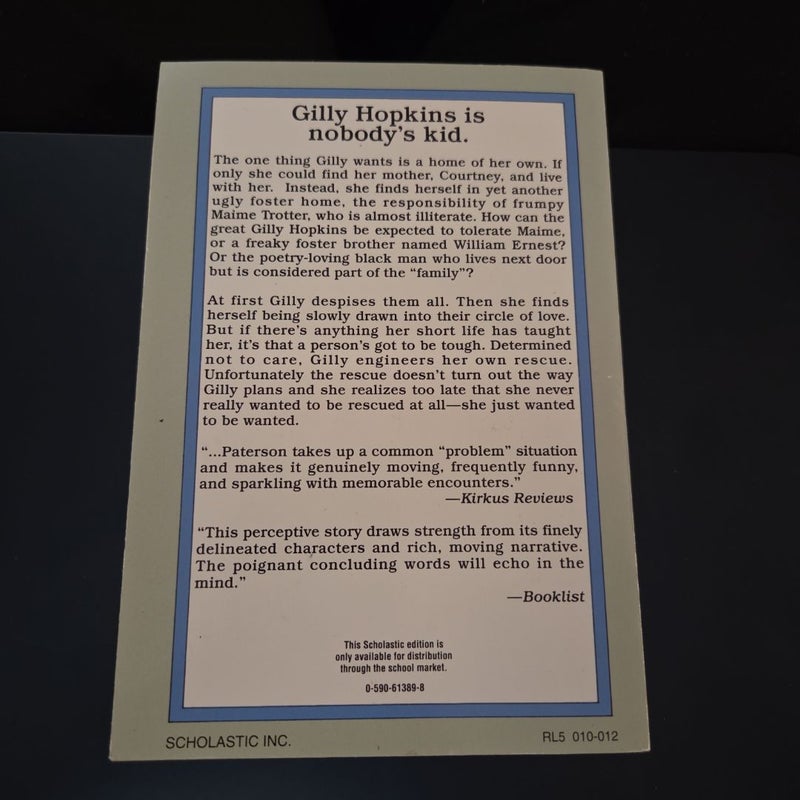 Gilly Hopkins is
nobody's kid.
The one thing Gilly wants is a home of her own. If
only she could find her mother, Courtney, and live
with her. Instead, she finds herself in yet another
ugly foster home, the responsibility of frumpy
Maime Trotter, who is almost illiterate. How can the
great Gilly Hopkins be expected to tolerate Maime,
or a freaky foster brother named William Ernest?
Or the poetry-loving black man who lives next door
but is considered part of the “family”?
At first Gilly despises them all. Then she finds
herself being slowly drawn into their circle of love.
But if there's anything her short life has taught
her, it's that a person's got to be tough. Determined
not to care, Gilly engineers her own rescue.
Unfortunately the rescue doesn't turn out the way
Gilly plans and she realizes too late that she never
really wanted to be rescued at all—she just wanted
to be wanted.
“...Paterson takes up a common “problem” situation
and makes it genuinely moving, frequently funny,
and sparkling with memorable encounters.”
—Kirkus Reviews
“This perceptive story draws strength from its finely
delineated characters and rich, moving narrative.
The poignant concluding words will echo in the
mind.”
—Booklist
This Scholastic edition is
only available for distribution
through the school market.
0-590-61389-8
SCHOLASTIC INC.
RL5 010-012